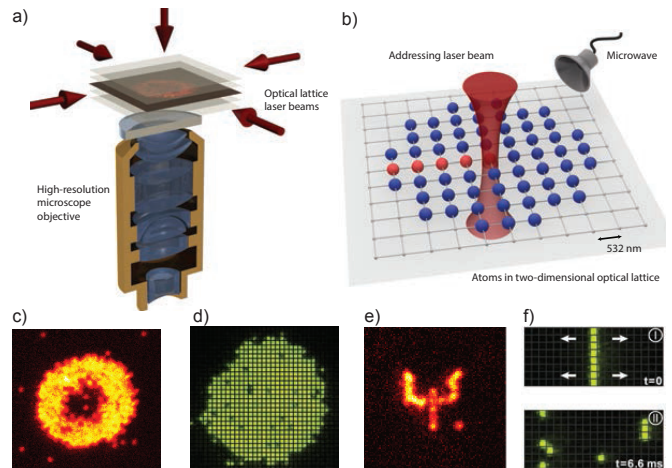 a)
Optical lattice
laser beams
High-resolution
microscope
objective
b)
Addressing laser beam
Microwave
532 nm
Atoms in two-dimensional optical lattice
c)
d)
e)
f)
I
t=0
II
t=6.6 ms